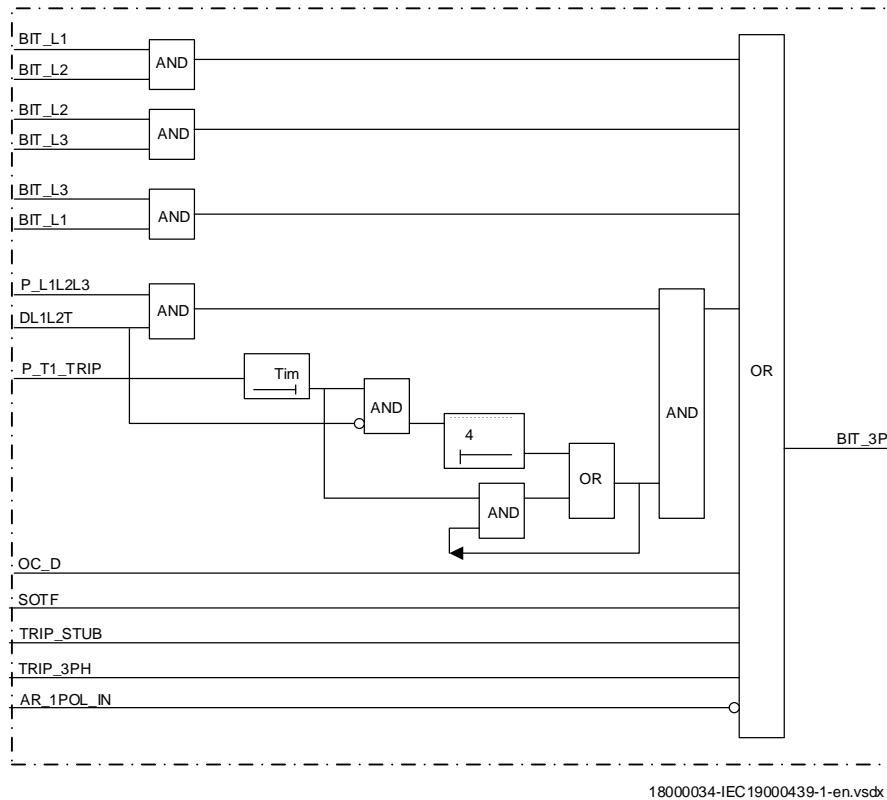 BIT_L1
AND
BIT_L2
BIT_L2
AND
BIT_L3
BIT_L3
AND
BIT_L1
P_L1L2L3
AND
DL1L2T
P_T1_TRIP
Tim
AND
4
OR
AND
AND
OR
BIT_3P
OC_D
SOTF
TRIP_STUB
TRIP_3PH
AR_1POL_IN
18000034-IEC19000439-1-en.vsdx